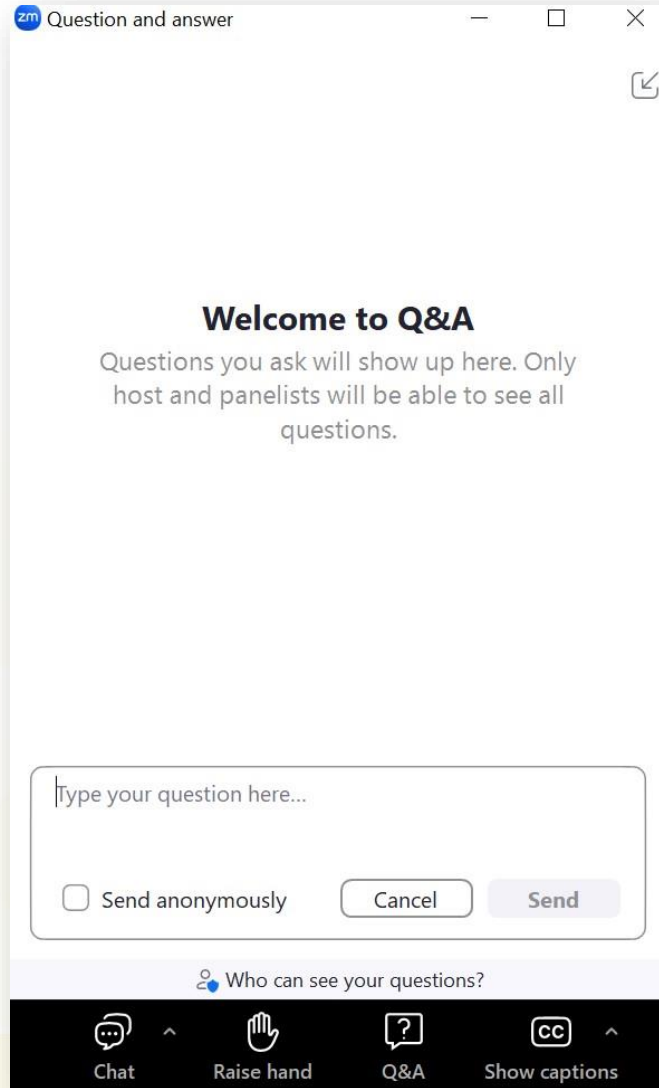 zm Question and answer
Welcome to Q&A
Questions you ask will show up here. Only
host and panelists will be able to see all
questions.
Type your question here...
Send anonymously Cancel Send
Who can see your questions?
CC
Chat Raise hand Q&A Show captions